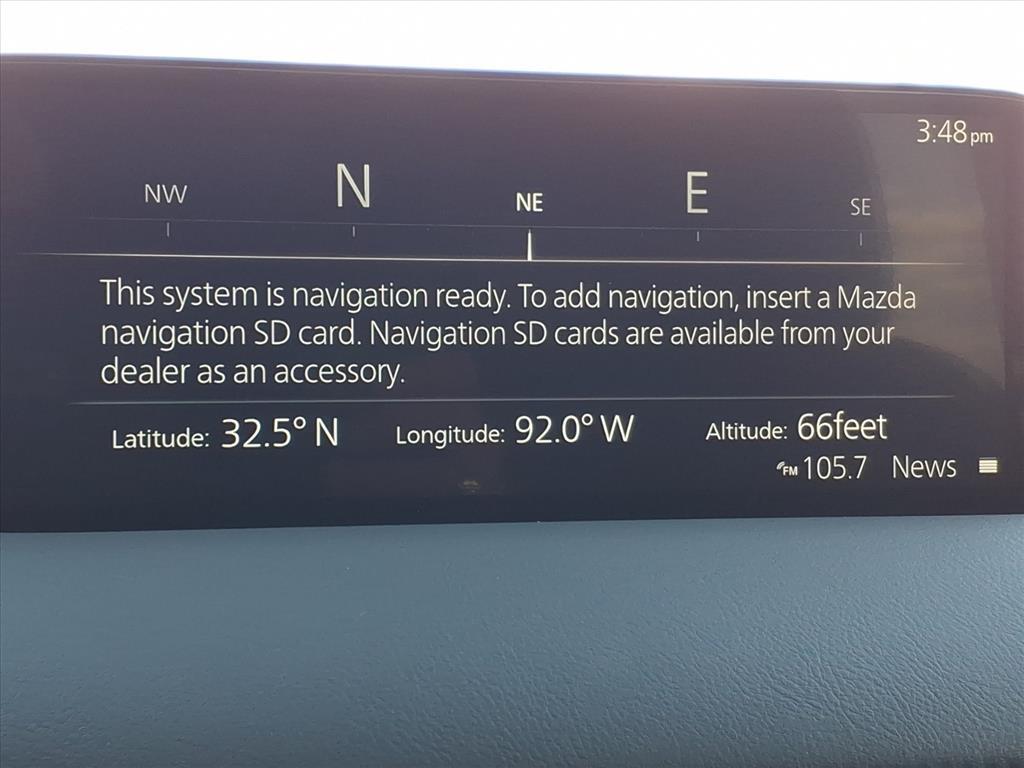 3:48 pm
NW N NE E SE
This system is navigation ready. To add navigation, insert a Mazda
navigation SD card. Navigation SD cards are available from your
dealer as an accessory.
Latitude: 32.5° N Longitude: 92.0° W Altitude: 66feet
FM 105.7 News